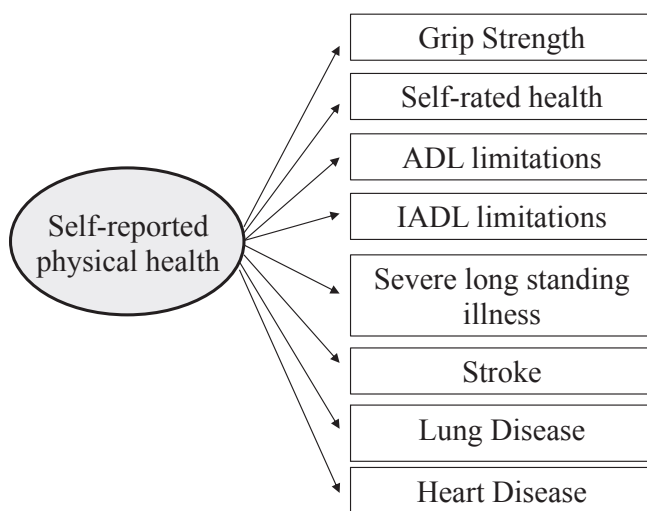 Self-reported
physical health
Grip Strength
Self-rated health
ADL limitations
IADL limitations
Severe long standing
illness
Stroke
Lung Disease
Heart Disease